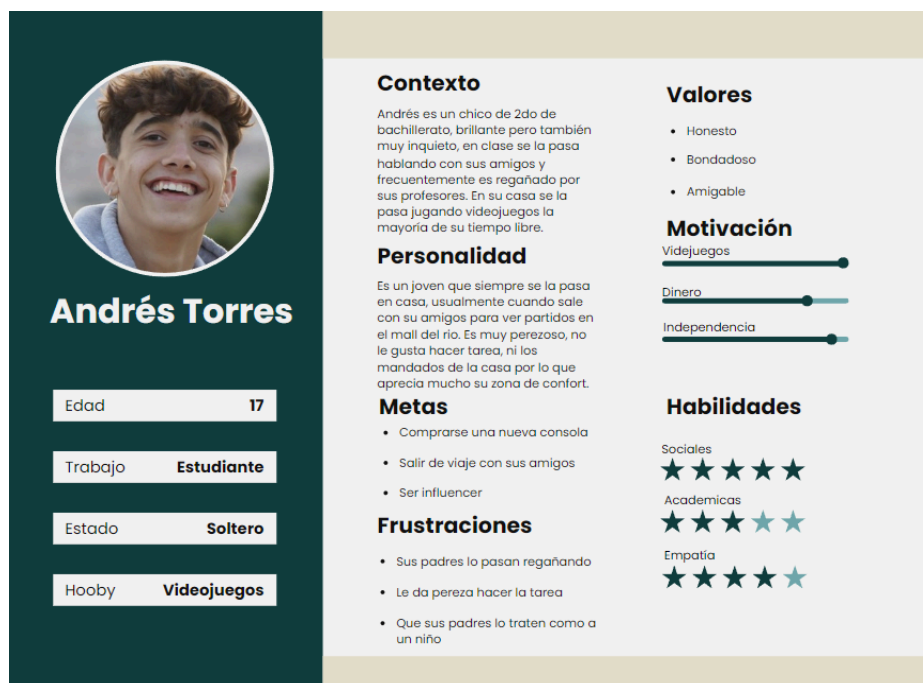 Andrés Torres
Edad 17
Trabajo Estudiante
Estado Soltero
Hooby Videojuegos
Contexto
Andrés es un chico de 2do de
bachillerato, brillante pero también
muy inquieto, en clase se la pasa
hablando con sus amigos y
frecuentemente es regañado por
sus profesores. En su casa se la
pasa jugando videojuegos la
mayoría de su tiempo libre.
Personalidad
Es un joven que siempre se la pasa
en casa, usualmente cuando sale
con su amigos para ver partidos en
el mall del rio. Es muy perezoso, no
le gusta hacer tarea, ni los
mandados de la casa por lo que
aprecia mucho su zona de confort.
Metas
• Comprarse una nueva consola
• Salir de viaje con sus amigos
• Ser influencer
Frustraciones
• Sus padres lo pasan regañando
• Le da pereza hacer la tarea
• Que sus padres lo traten como a
un niño
Valores
• Honesto
• Bondadoso
• Amigable
Motivación
Videjuegos
Dinero
Independencia
Habilidades
Sociales
Academicas
Empatía